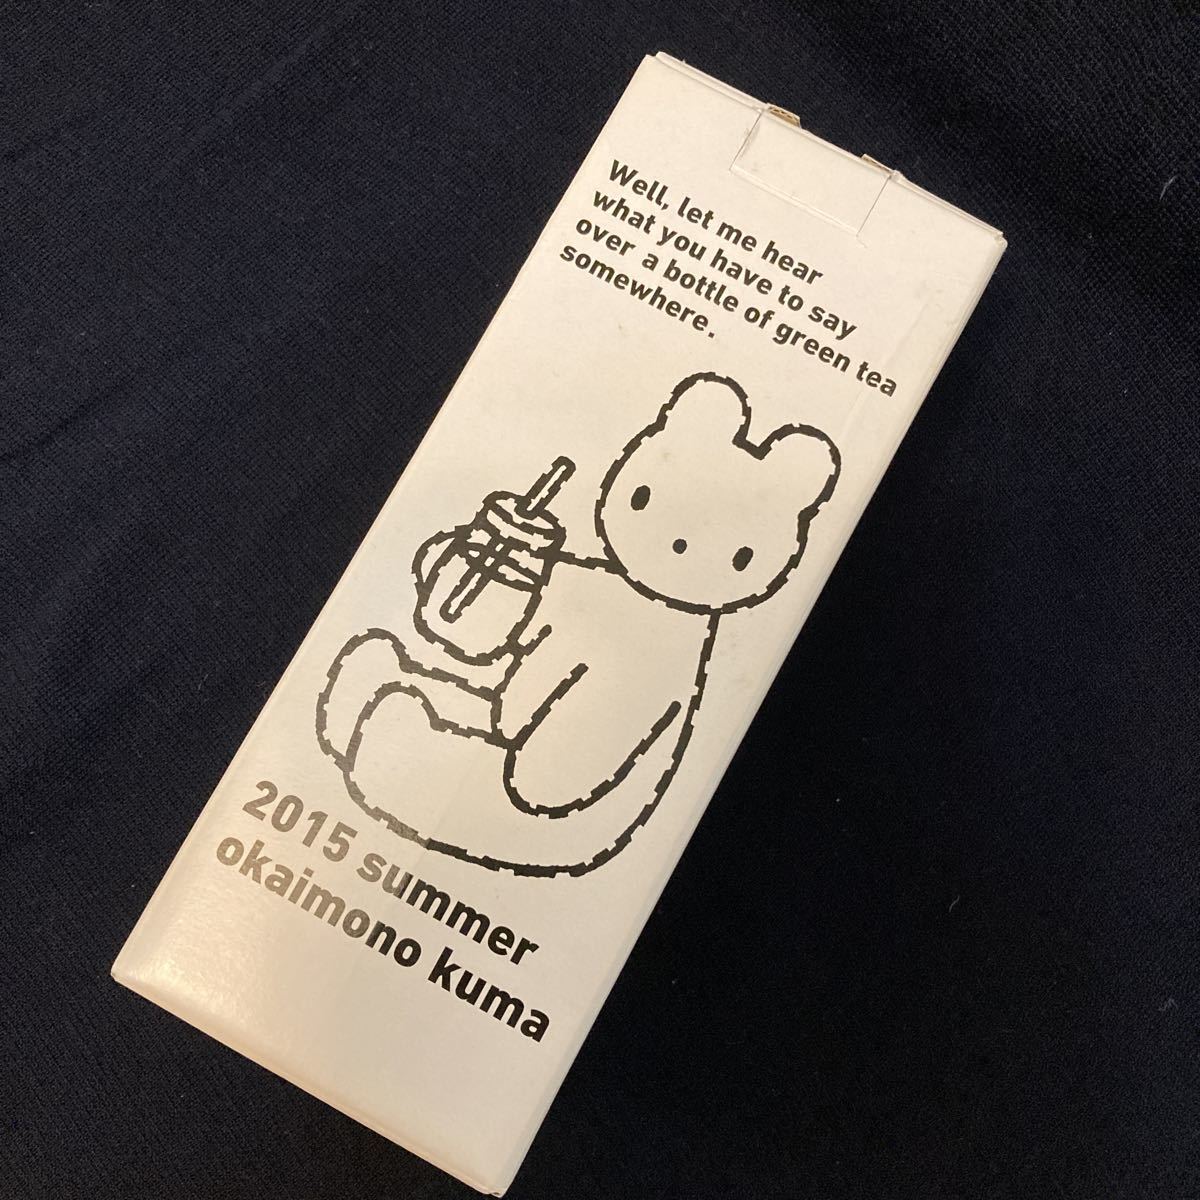 Well, let me hear
what you have to say
over a bottle of green tea
somewhere.
2015 summer
okaimono kuma